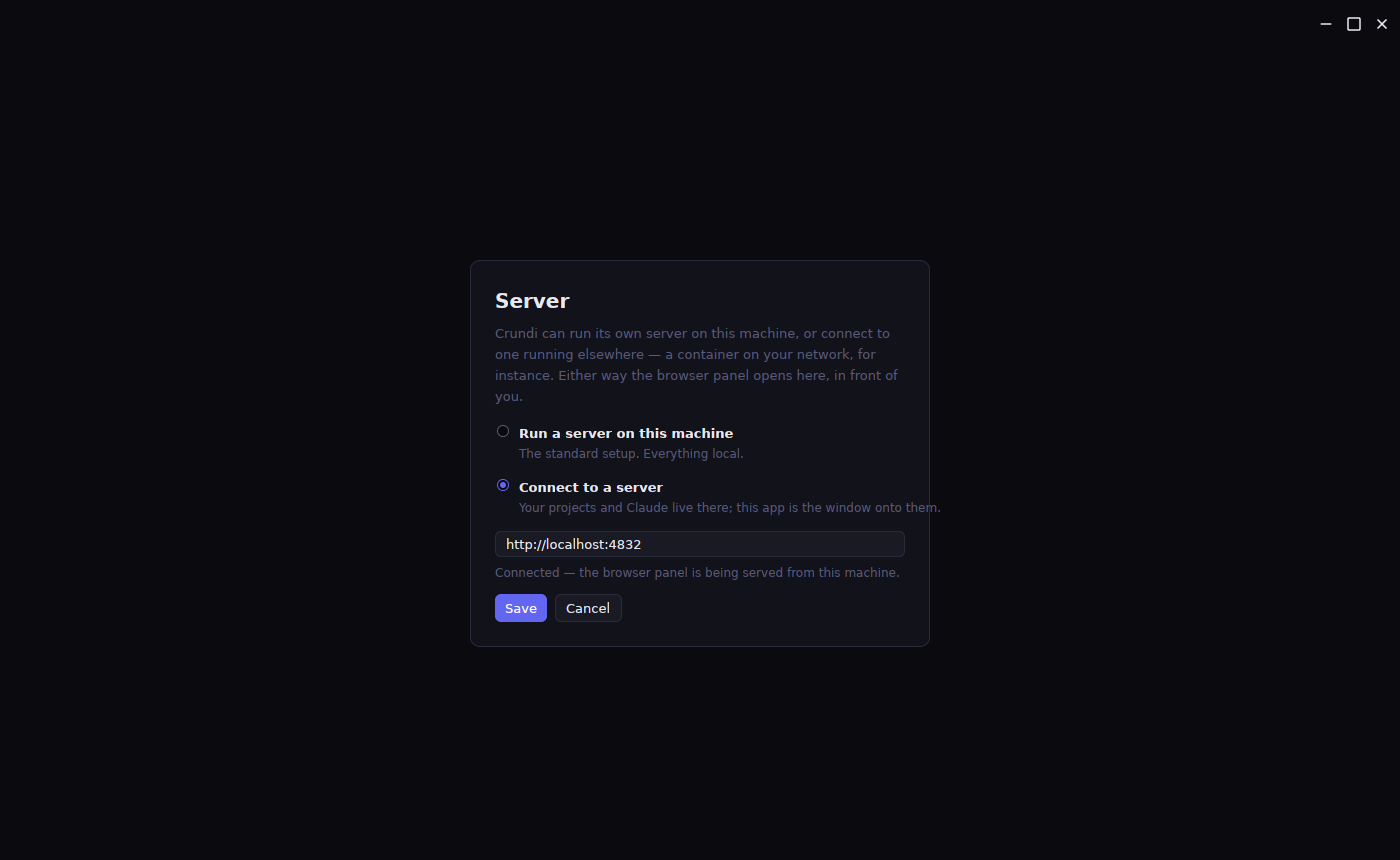 Server
Crundi can run its own server on this machine, or connect to
one running elsewhere — a container on your network, for
instance. Either way the browser panel opens here, in front of
you.
Run a server on this machine
The standard setup. Everything local.
Connect to a server
Your projects and Claude live there; this app is the window onto them.
http://localhost:4832
Connected — the browser panel is being served from this machine.
Save Cancel